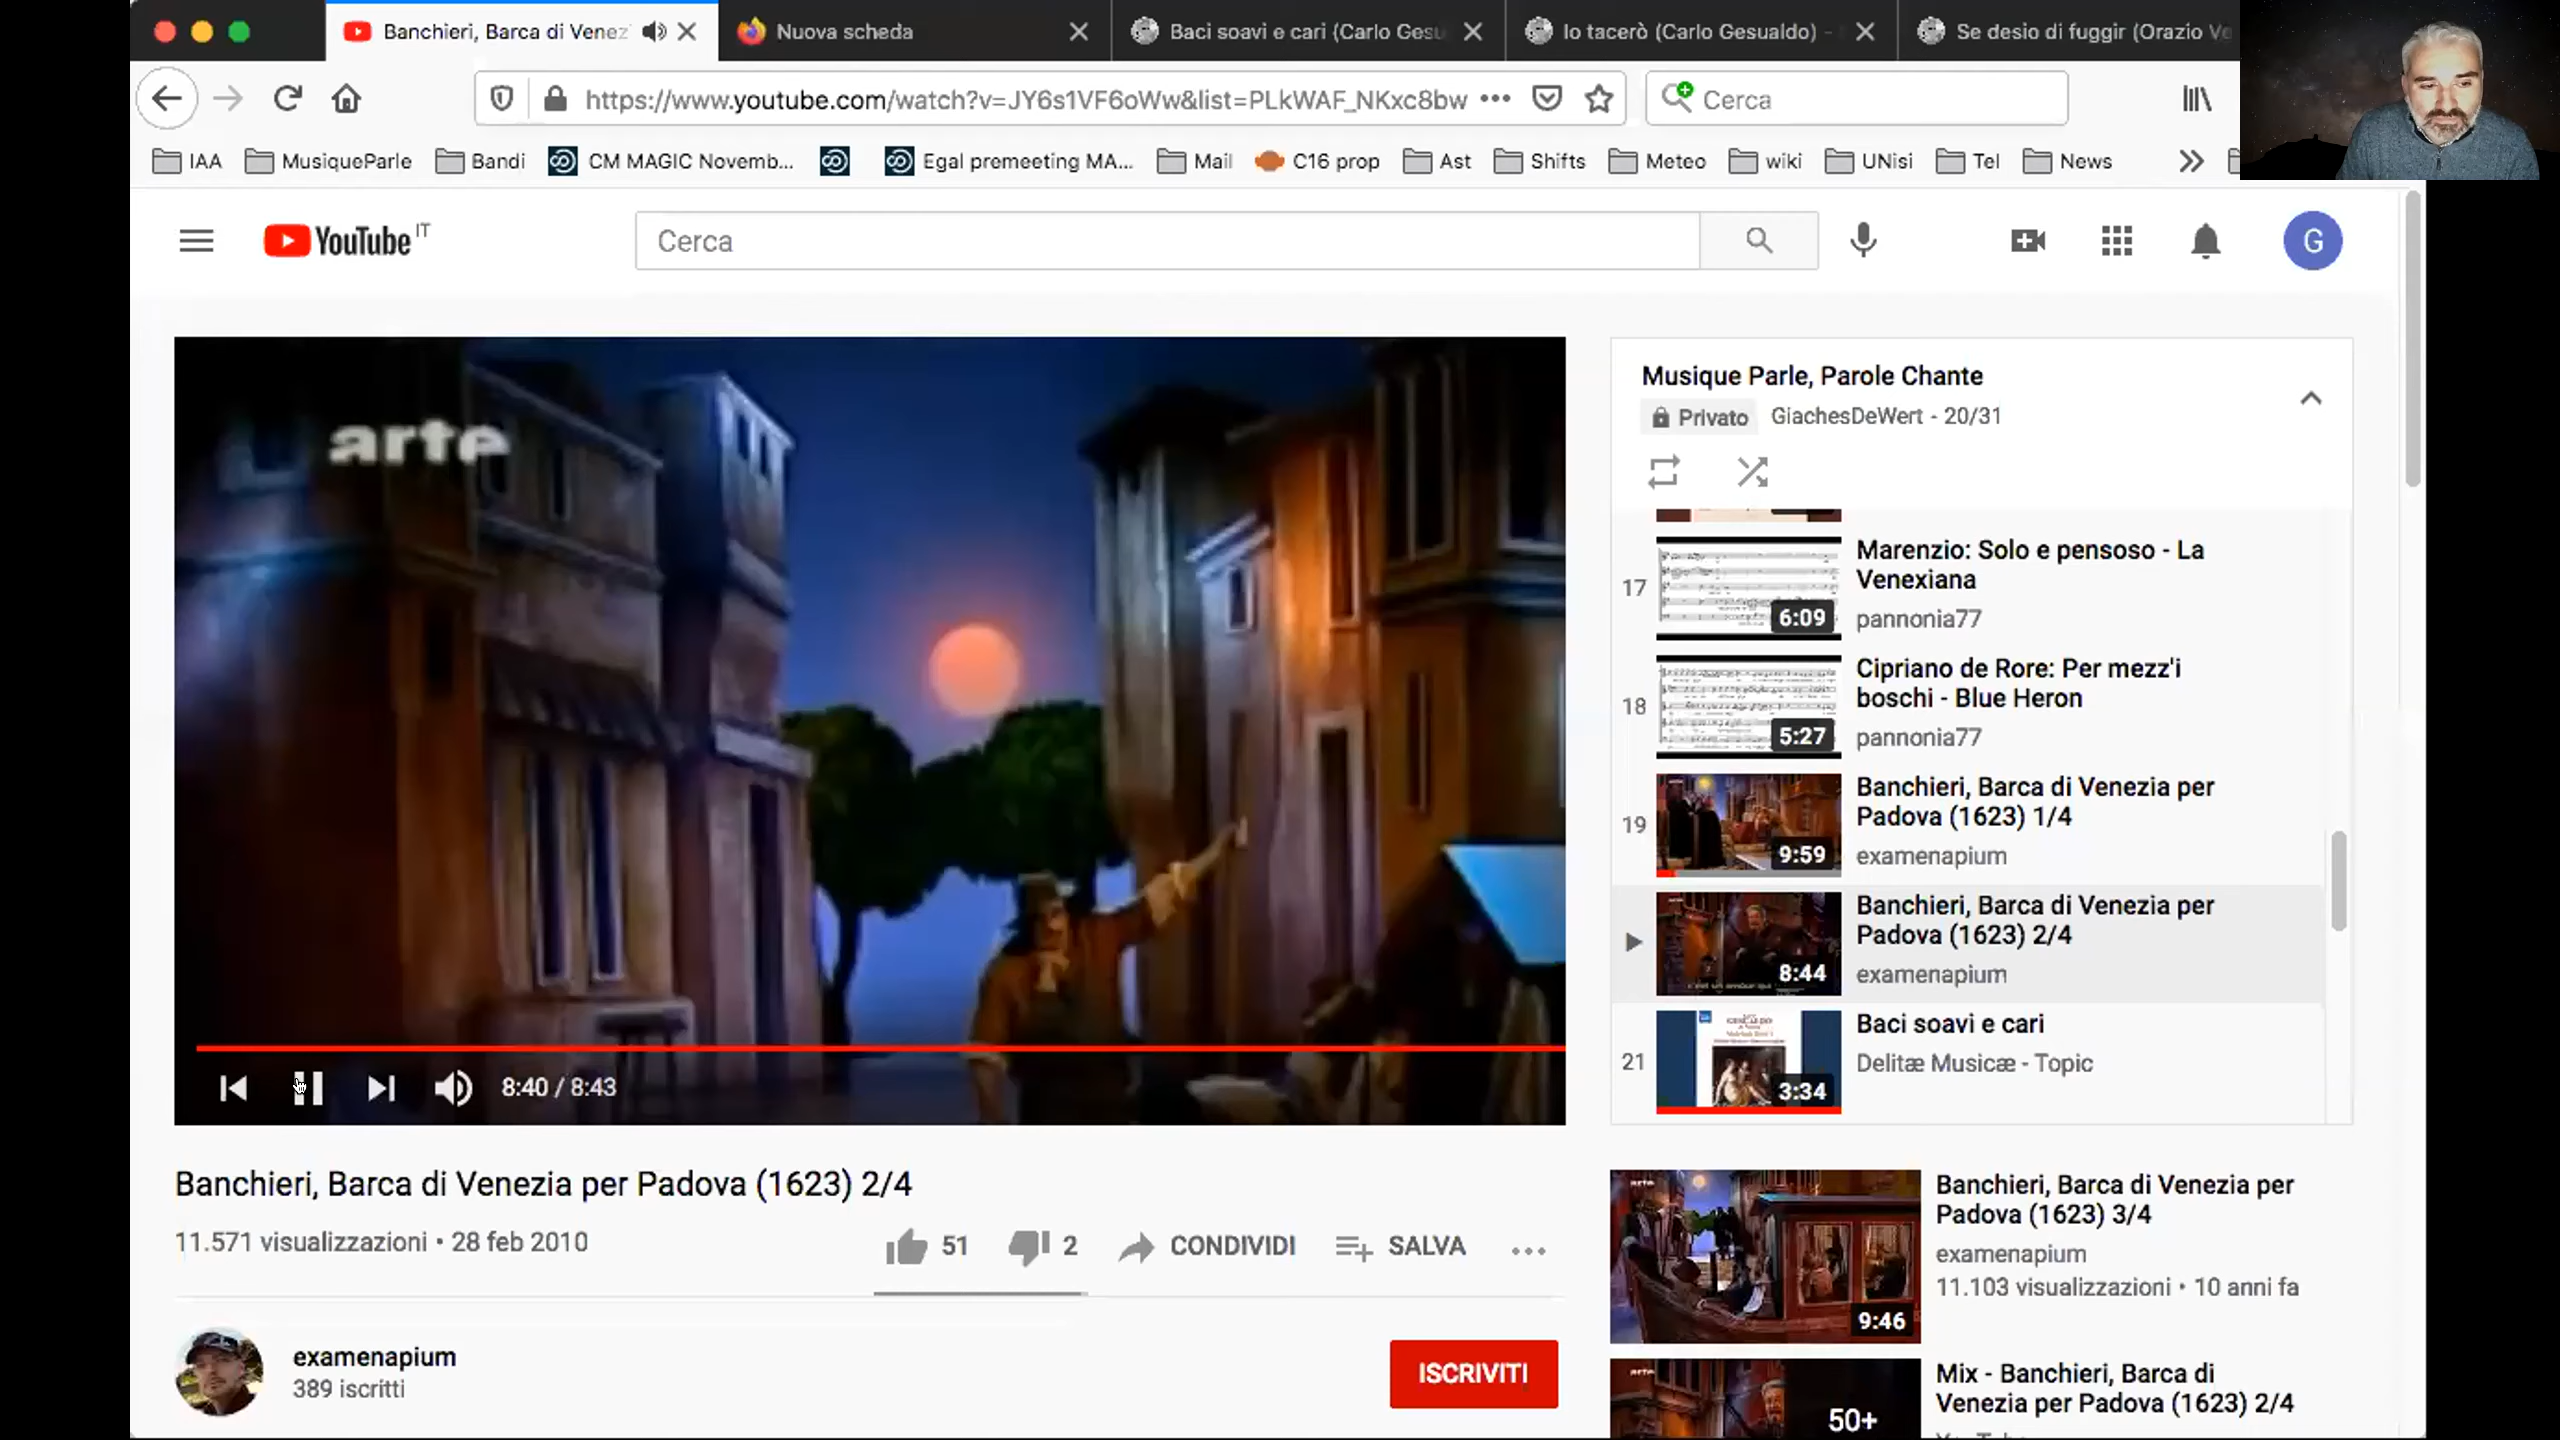 Banchieri, Barca di Venez
Nuova scheda
Baci soavi e cari (Carlo Gesu
Io tacerò (Carlo Gesualdo) -
Se desio di fuggir (Orazio Ve
https://www.youtube.com/watch?v=JY6s1VF6oWw&list=PLkWAF_NKxc8bw
Cerca
IAA
MusiqueParle
Bandi
CM MAGIC Novemb...
Egal premeeting MA...
Mail
C16 prop
Ast
Shifts
Meteo
wiki
UNisi
Tel
News
YouTube IT
Cerca
G
arte
8:40 / 8:43
Musique Parle, Parole Chante
Privato GiachesDeWert - 20/31
17
6:09
Marenzio: Solo e pensoso - La
Venexiana
pannonia77
18
5:27
Cipriano de Rore: Per mezz'i
boschi - Blue Heron
pannonia77
19
9:59
Banchieri, Barca di Venezia per
Padova (1623) 1/4
examenapium
8:44
Banchieri, Barca di Venezia per
Padova (1623) 2/4
examenapium
21
3:34
Baci soavi e cari
Delitæ Musicæ - Topic
Banchieri, Barca di Venezia per Padova (1623) 2/4
11.571 visualizzazioni • 28 feb 2010
51
2
CONDIVIDI
SALVA
examenapium
389 iscritti
ISCRIVITI
arte
9:46
Banchieri, Barca di Venezia per
Padova (1623) 3/4
examenapium
11.103 visualizzazioni • 10 anni fa
arte
50+
Mix - Banchieri, Barca di
Venezia per Padova (1623) 2/4